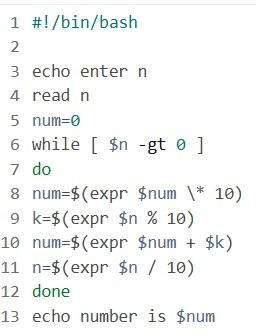 1 #!/bin/bash
2
3 echo enter n
4 read n
5 num=0
6 while [ $n -gt 0 ]
7 do
8 num=$(expr $num \* 10)
9 k=$(expr $n % 10)
10 num=$(expr $num + $k)
11 n=$(expr $n / 10)
12 done
13 echo number is $num